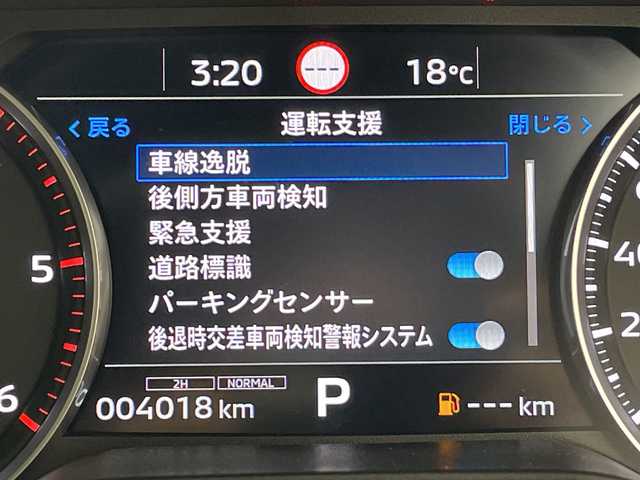 3:20 --- 18℃
< 戻る 運転支援 閉じる >
車線逸脱
後側方車両検知
緊急支援
道路標識
パーキングセンサー
後退時交差車両検知警報システム
5
40
2
6
2H NORMAL
004018 km P --- km